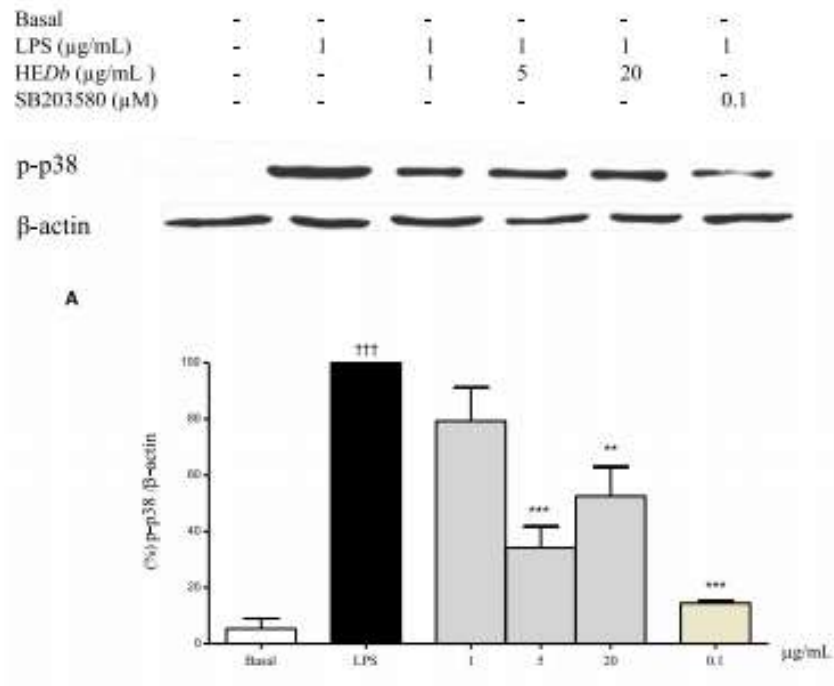 Basal - - - - - -
LPS (µg/mL) - 1 1 1 1 1
HEDb (µg/mL ) - - 1 5 20 -
SB203580 (µM) - - - - - 0.1
p-p38
β-actin
A
††† 
100
80
60
40
20
0
(%) p-p38 /β-actin
***
**
***
Basal LPS 1 5 20 0.1 µg/mL